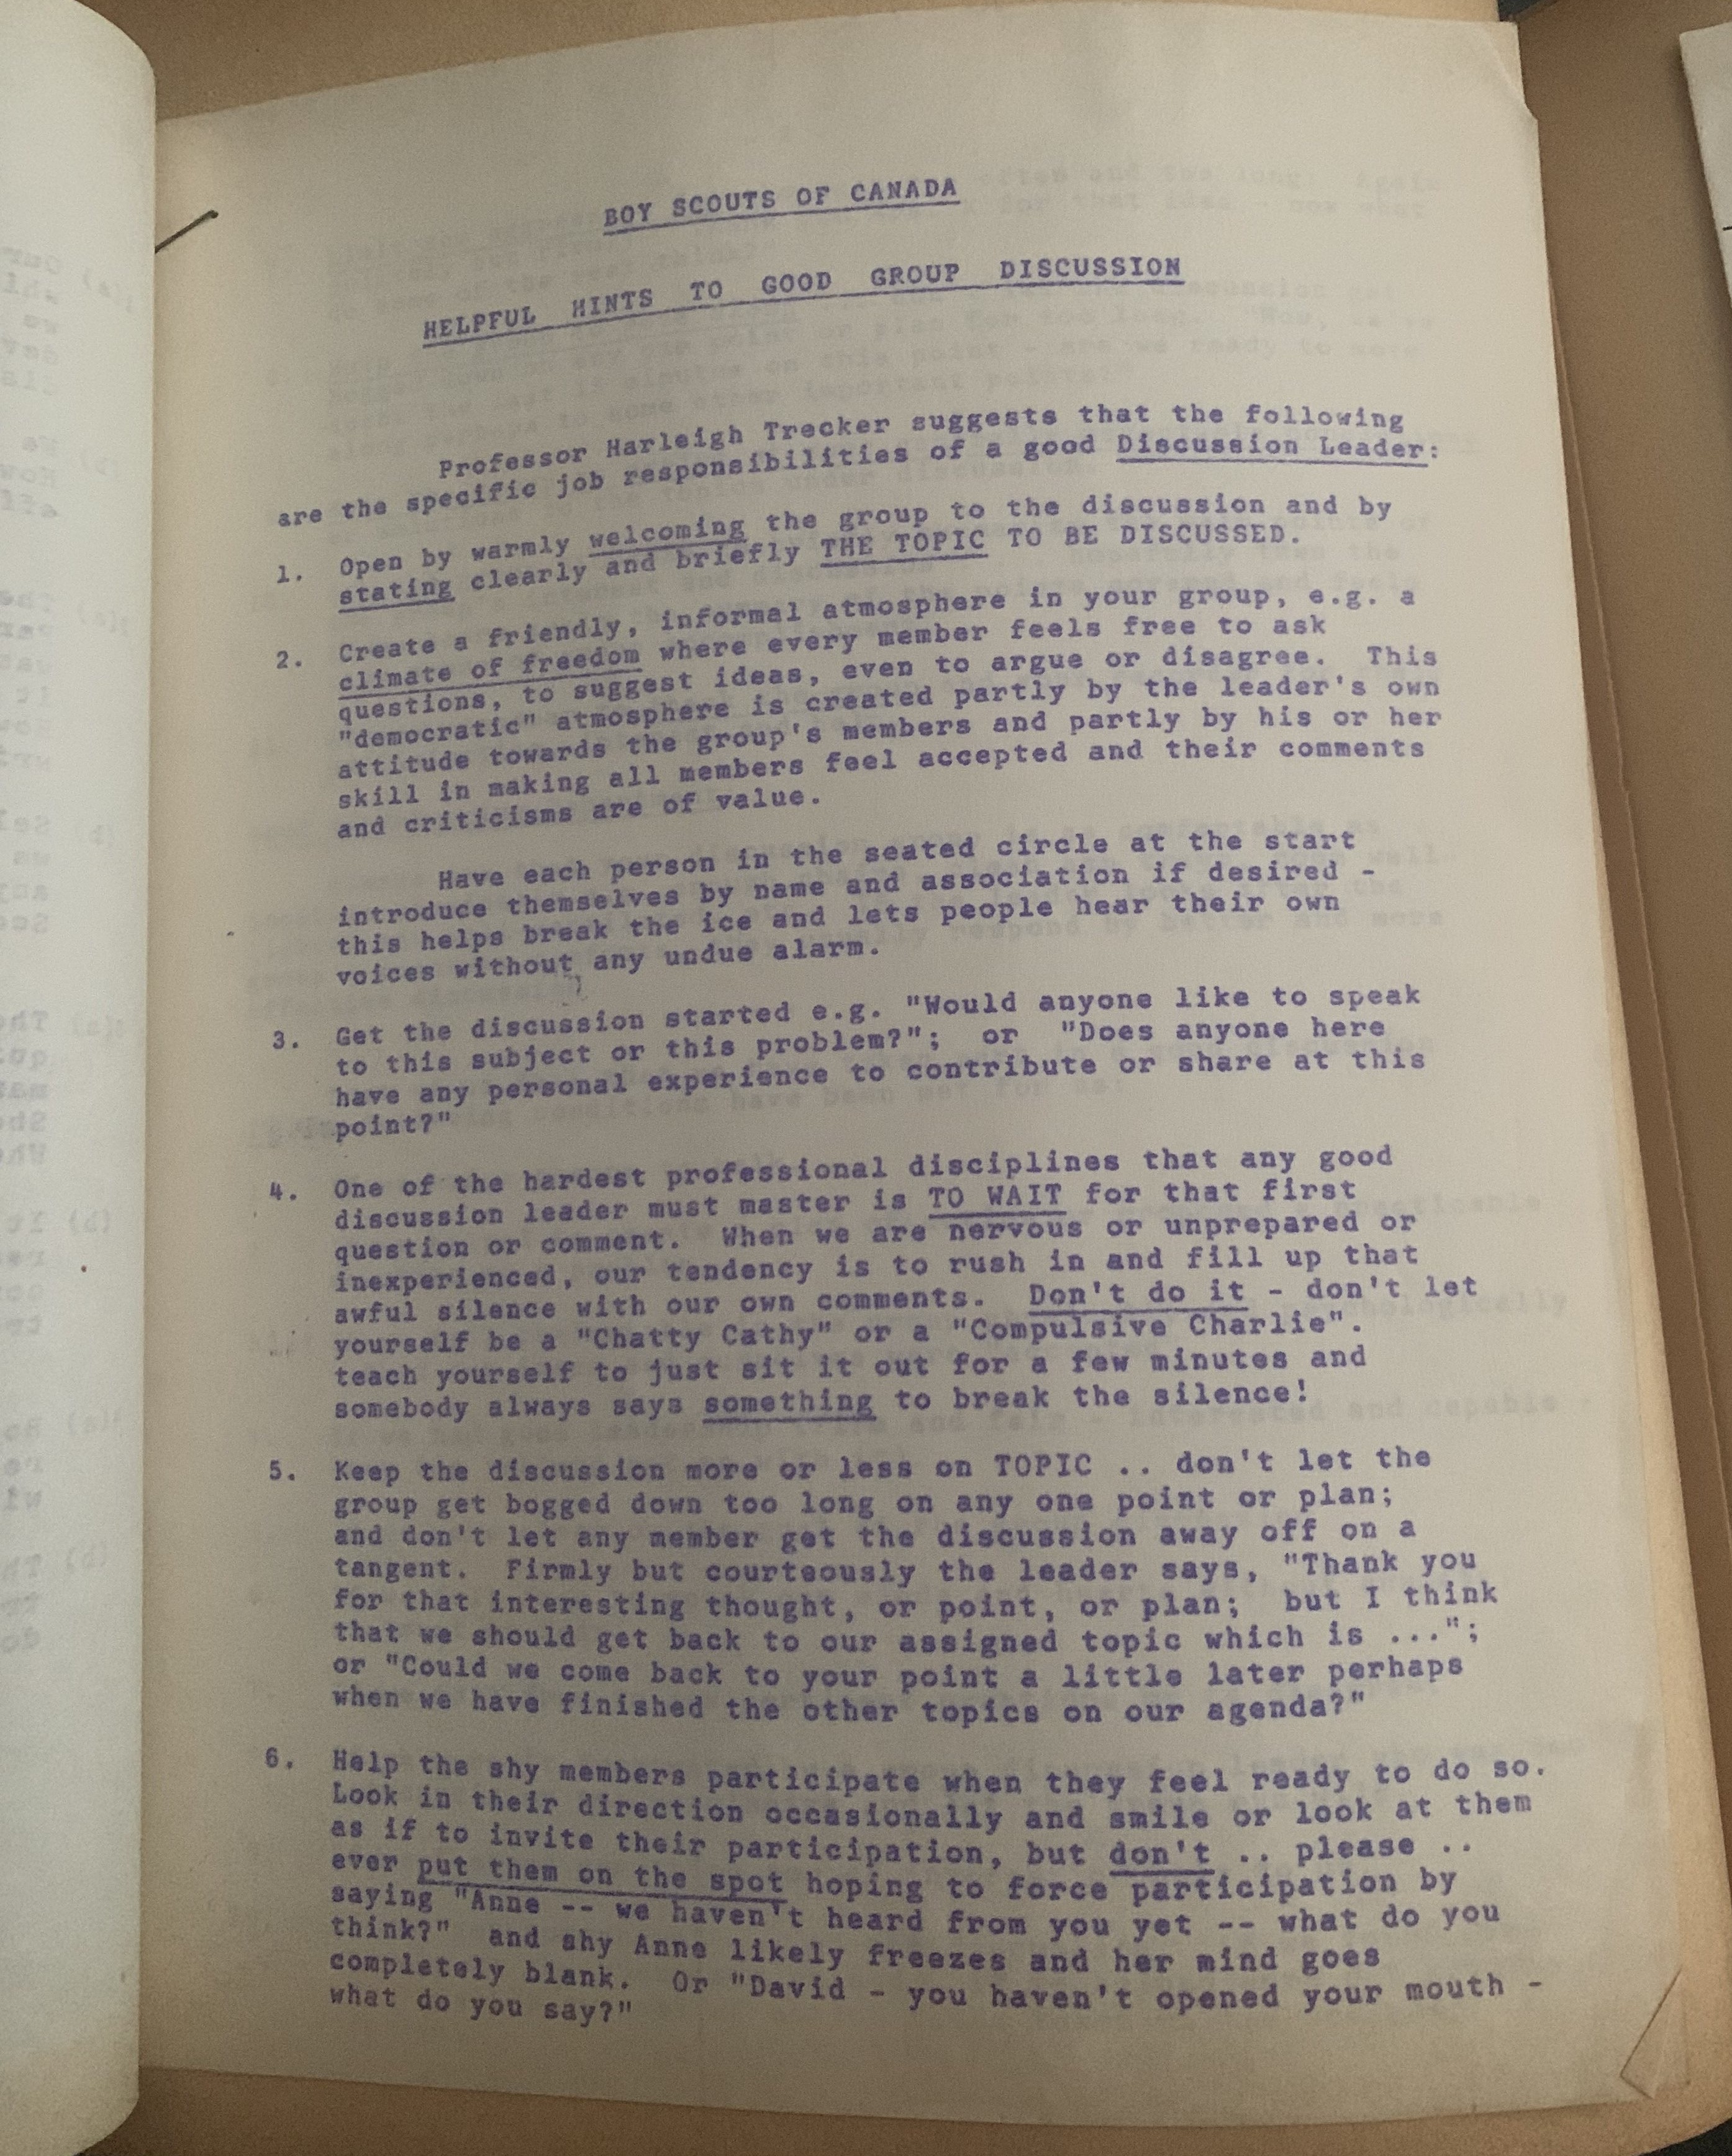 BOY SCOUTS OF CANADA
HELPFUL HINTS TO GOOD GROUP DISCUSSION
Professor Harleigh Trecker suggests that the following
are the specific job responsibilities of a good Discussion Leader:
1. Open by warmly welcoming the group to the discussion and by
stating clearly and briefly THE TOPIC TO BE DISCUSSED.
2. Create a friendly, informal atmosphere in your group, e.g. a
climate of freedom where every member feels free to ask
questions, to suggest ideas, even to argue or disagree. This
"democratic" atmosphere is created partly by the leader's own
attitude towards the group's members and partly by his or her
skill in making all members feel accepted and their comments
and criticisms are of value.
Have each person in the seated circle at the start
introduce themselves by name and association if desired -
this helps break the ice and lets people hear their own
voices without any undue alarm.
3. Get the discussion started e.g. "Would anyone like to speak
to this subject or this problem?"; or "Does anyone here
have any personal experience to contribute or share at this
point?"
4. One of the hardest professional disciplines that any good
discussion leader must master is TO WAIT for that first
question or comment. When we are nervous or unprepared or
inexperienced, our tendency is to rush in and fill up that
awful silence with our own comments. Don't do it - don't let
yourself be a "Chatty Cathy" or a "Compulsive Charlie".
teach yourself to just sit it out for a few minutes and
somebody always says something to break the silence!
5. Keep the discussion more or less on TOPIC .. don't let the
group get bogged down too long on any one point or plan;
and don't let any member get the discussion away off on a
tangent. Firmly but courteously the leader says, "Thank you
for that interesting thought, or point, or plan; but I think
that we should get back to our assigned topic which is ...";
or "Could we come back to your point a little later perhaps
when we have finished the other topics on our agenda?"
6. Help the shy members participate when they feel ready to do so.
Look in their direction occasionally and smile or look at them
as if to invite their participation, but don't .. please ..
ever put them on the spot hoping to force participation by
saying "Anne -- we haven't heard from you yet -- what do you
think?" and shy Anne likely freezes and her mind goes
completely blank. Or "David - you haven't opened your mouth -
what do you say?"